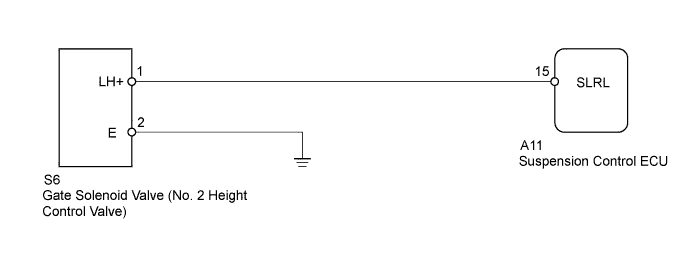 1
LH+
15
SLRL
2
E
A11
Suspension Control ECU
S6
Gate Solenoid Valve (No. 2 Height
Control Valve)